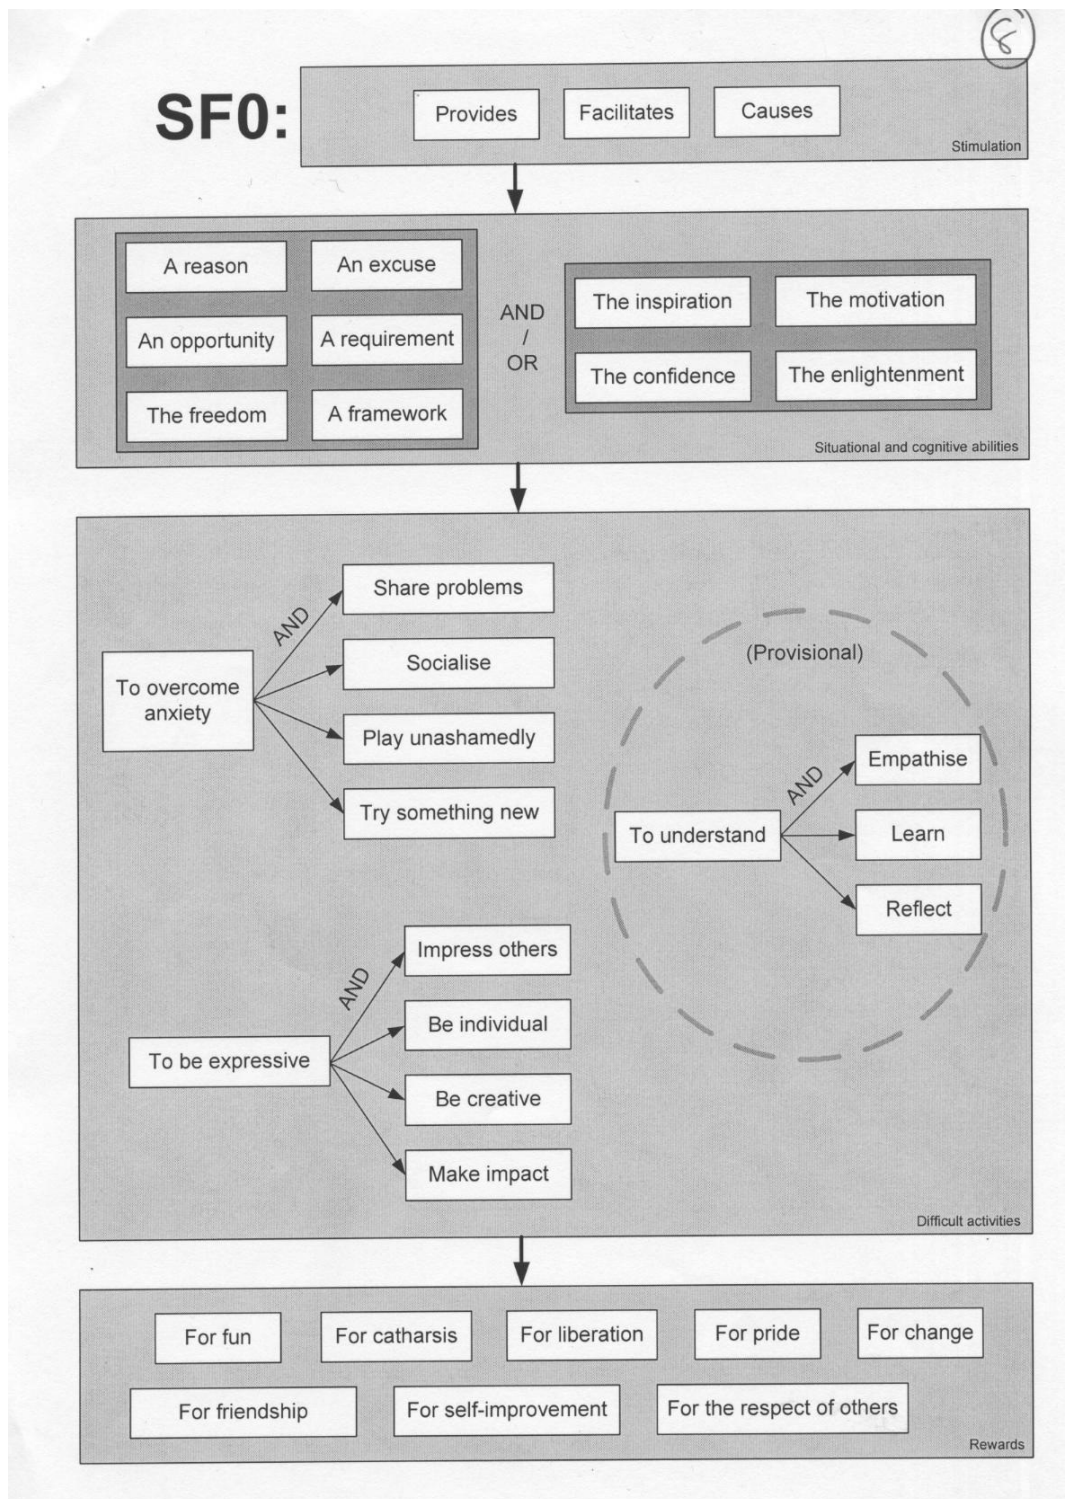 8
SF0:
Provides
Facilitates
Causes
Stimulation
A reason
An excuse
An opportunity
A requirement
The freedom
A framework
AND
/
OR
The inspiration
The motivation
The confidence
The enlightenment
Situational and cognitive abilities
To overcome
anxiety
AND
Share problems
Socialise
Play unashamedly
Try something new
(Provisional)
To understand
AND
Empathise
Learn
Reflect
To be expressive
AND
Impress others
Be individual
Be creative
Make impact
Difficult activities
For fun
For catharsis
For liberation
For pride
For change
For friendship
For self-improvement
For the respect of others
Rewards